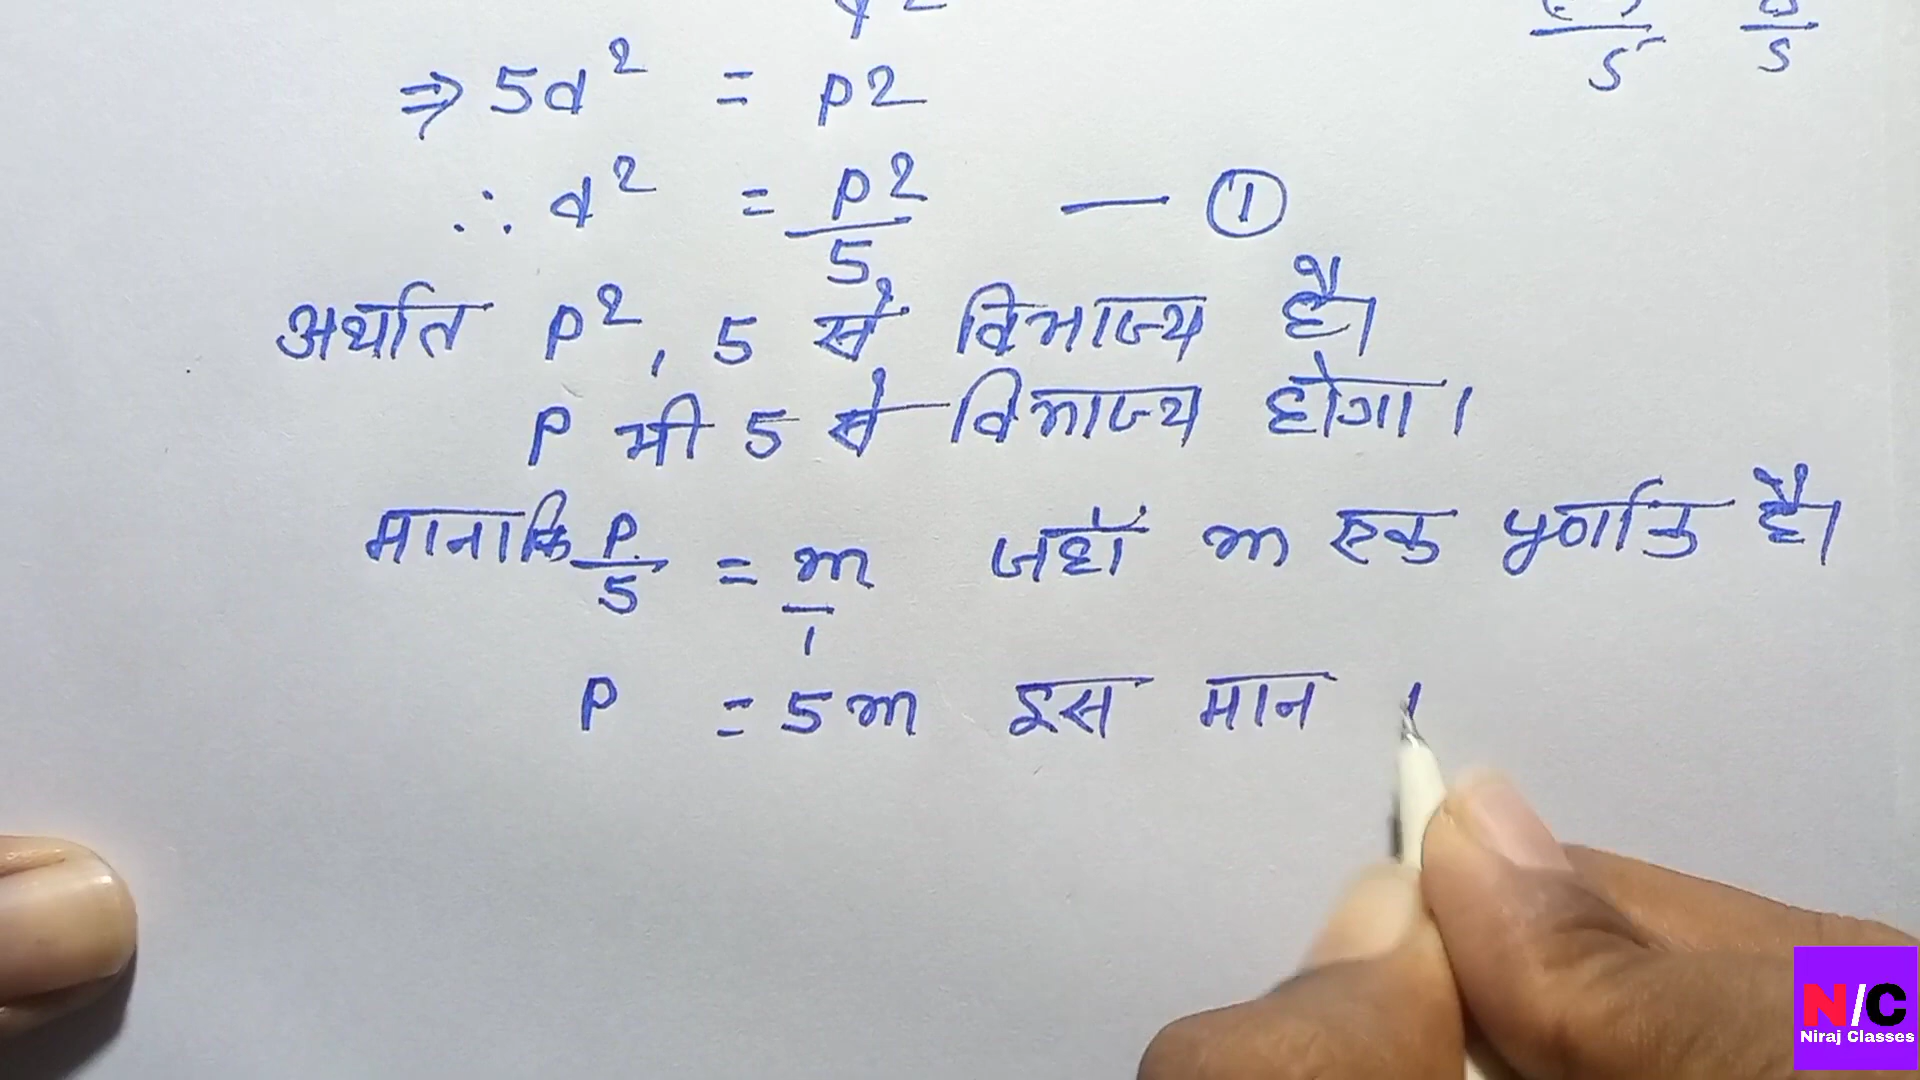 ⇒ 5q² = p2
∴ q² = p2/5 — ①
अर्थात p², 5 से विभाज्य है।
P भी 5 से विभाज्य होगा।
माना कि P/5 = m/1 जहाँ m एक पूर्णांक है।
P = 5m इस मान
N/C
Niraj Classes